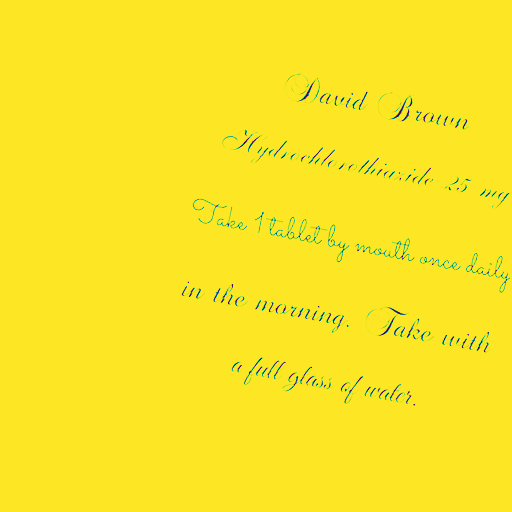 David Brown
Hydrochlorothiazide 25 mg
Take 1 tablet by mouth once daily
in the morning. Take with
a full glass of water.